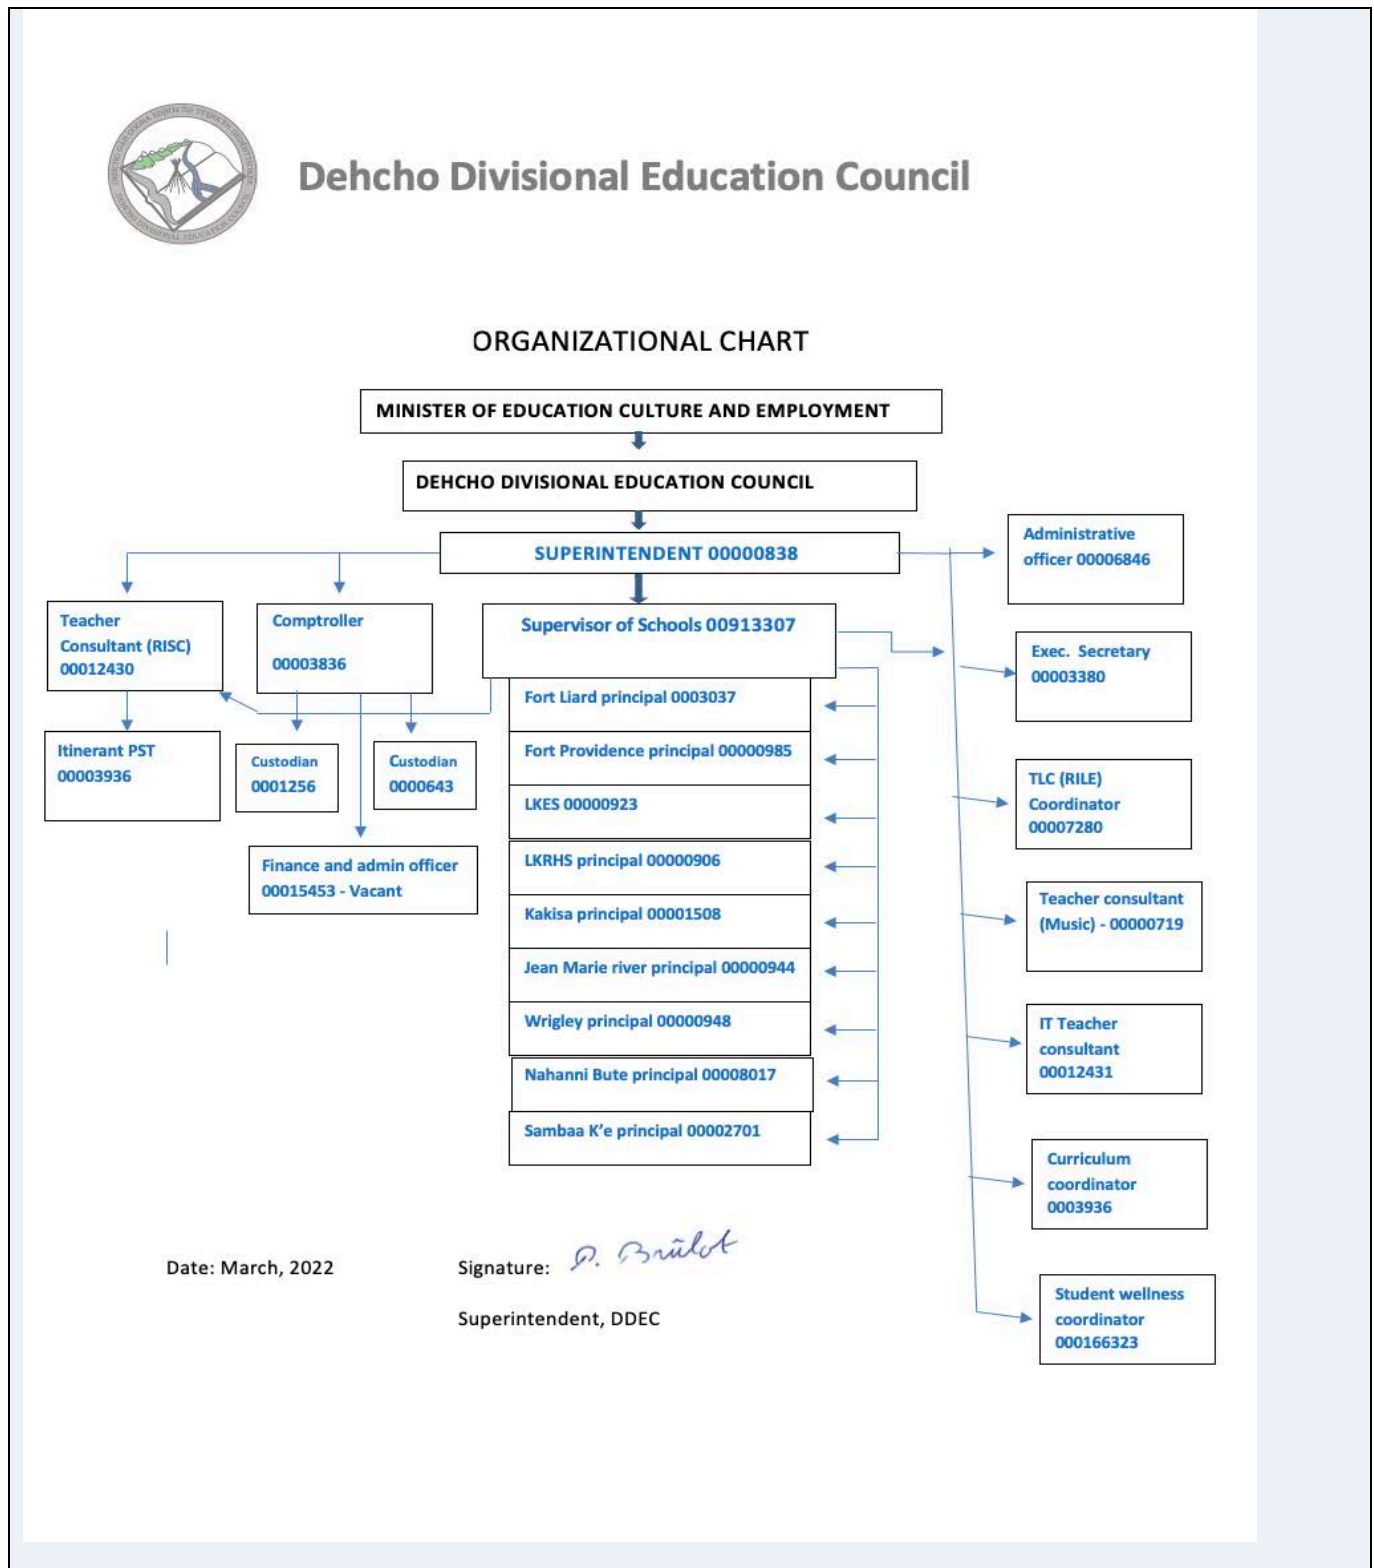 Dehcho Divisional Education Council
DEHCHO DIVISIONAL EDUCATION COUNCIL
ORGANIZATIONAL CHART
MINISTER OF EDUCATION CULTURE AND EMPLOYMENT
DEHCHO DIVISIONAL EDUCATION COUNCIL
SUPERINTENDENT 00000838
Administrative
officer 00006846
Teacher
Consultant (RISC)
00012430
Comptroller
00003836
Supervisor of Schools 00913307
Exec. Secretary
00003380
Fort Liard principal 0003037
Itinerant PST
00003936
Custodian
0001256
Custodian
0000643
Fort Providence principal 00000985
LKES 00000923
TLC (RILE)
Coordinator
00007280
Finance and admin officer
00015453 - Vacant
LKRHS principal 00000906
Kakisa principal 00001508
Teacher consultant
(Music) - 00000719
Jean Marie river principal 00000944
Wrigley principal 00000948
IT Teacher
consultant
00012431
Nahanni Bute principal 00008017
Sambaa K'e principal 00002701
Curriculum
coordinator
0003936
Date: March, 2022
Signature: P. Brûlot
Superintendent, DDEC
Student wellness
coordinator
000166323